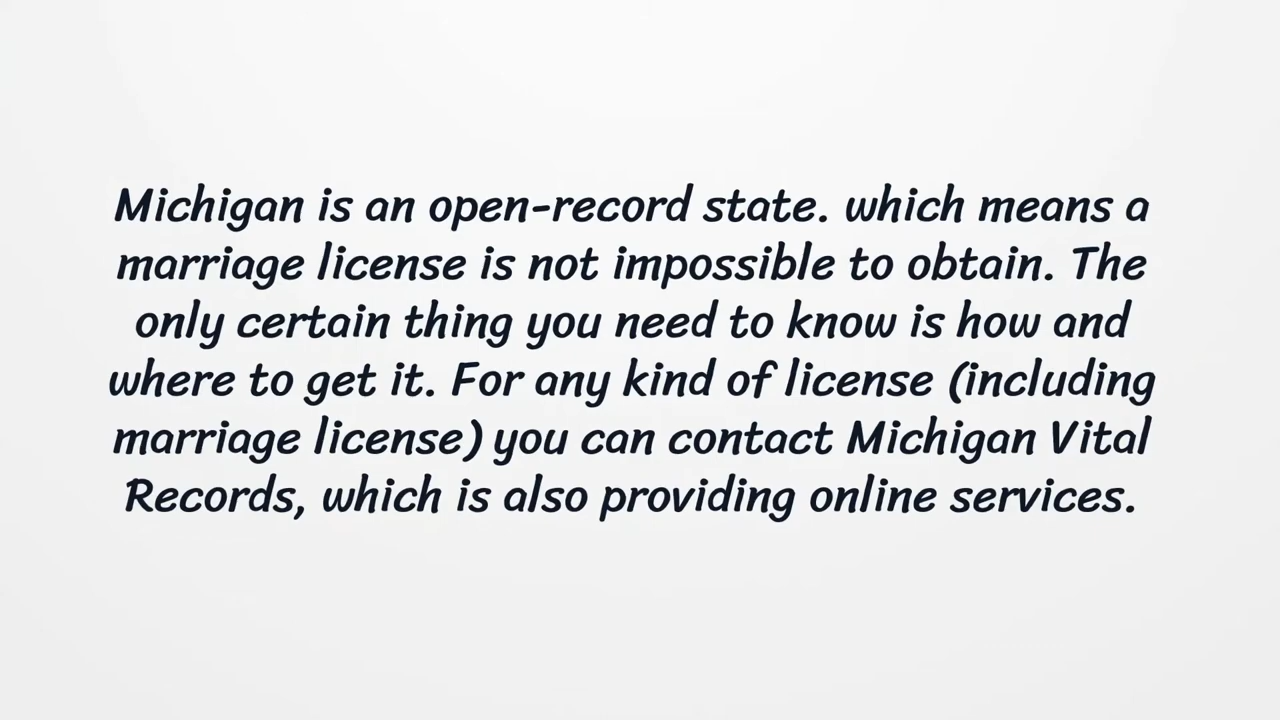 Michigan is an open-record state. which means a
marriage license is not impossible to obtain. The
only certain thing you need to know is how and
where to get it. For any kind of license (including
marriage license) you can contact Michigan Vital
Records, which is also providing online services.